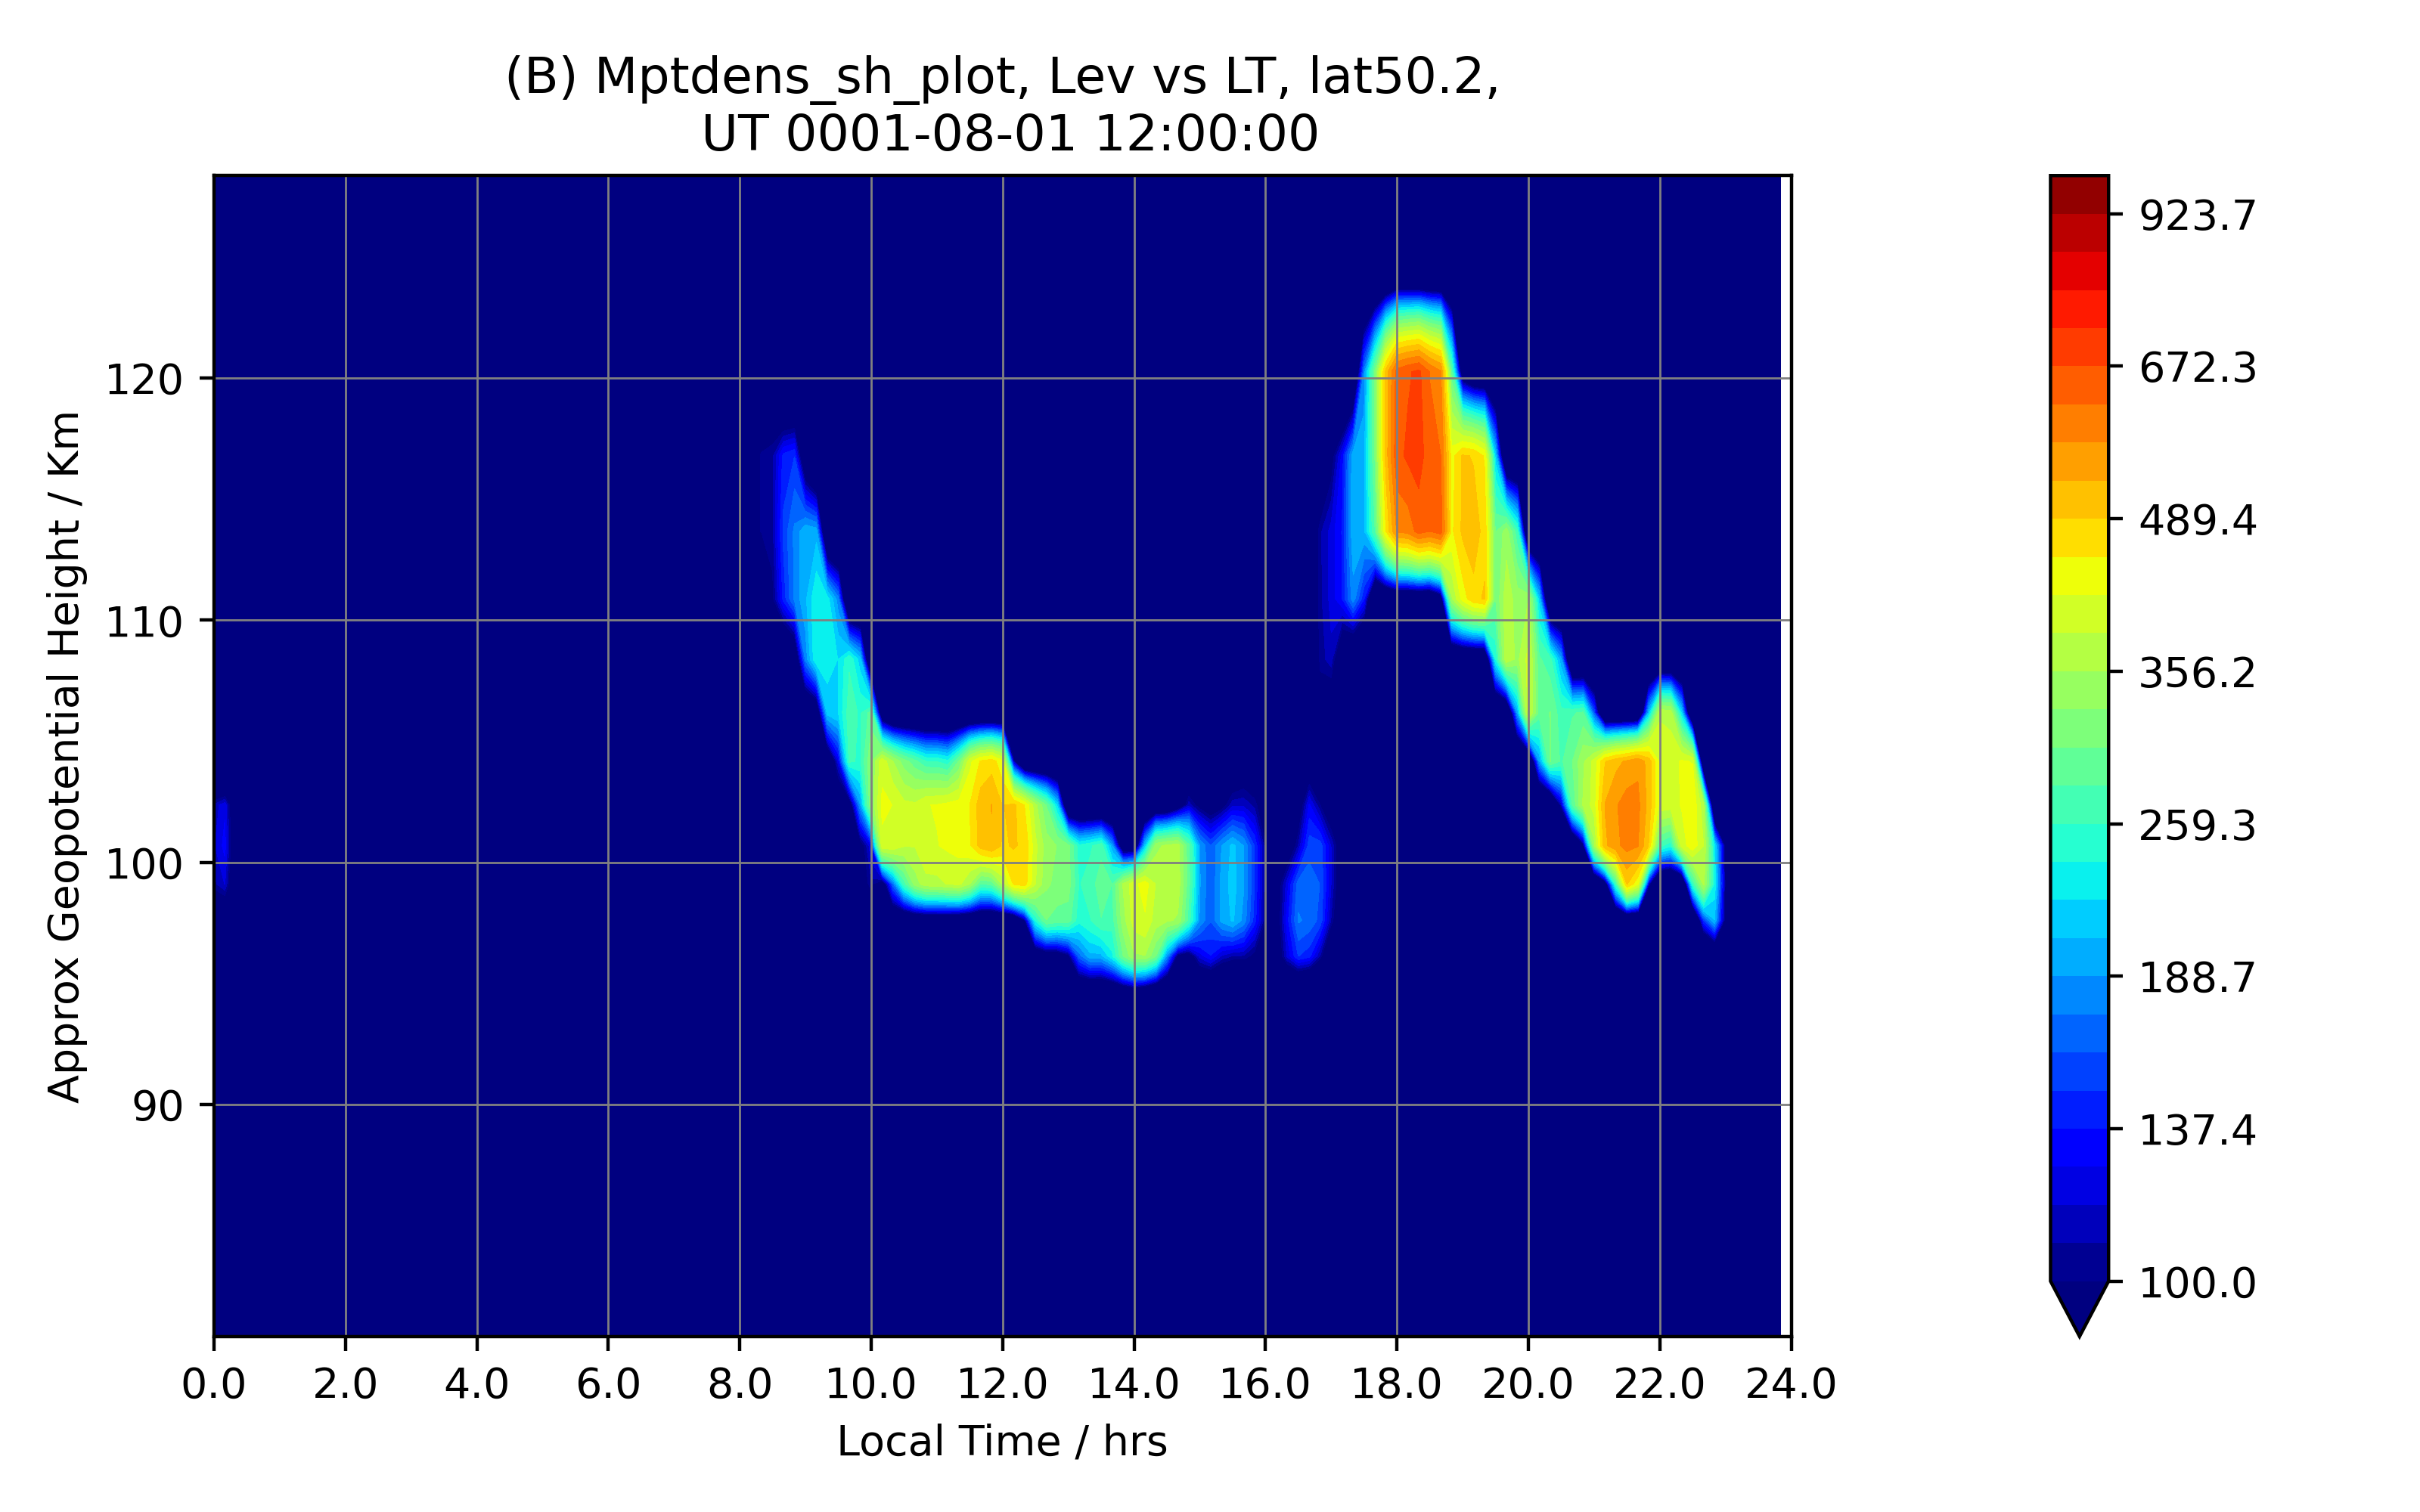 (B) Mptdens_sh_plot, Lev vs LT, lat50.2,
UT 0001-08-01 12:00:00
Approx Geopotential Height / Km
120
110
100
90
0.0 2.0 4.0 6.0 8.0 10.0 12.0 14.0 16.0 18.0 20.0 22.0 24.0
Local Time / hrs
923.7
672.3
489.4
356.2
259.3
188.7
137.4
100.0